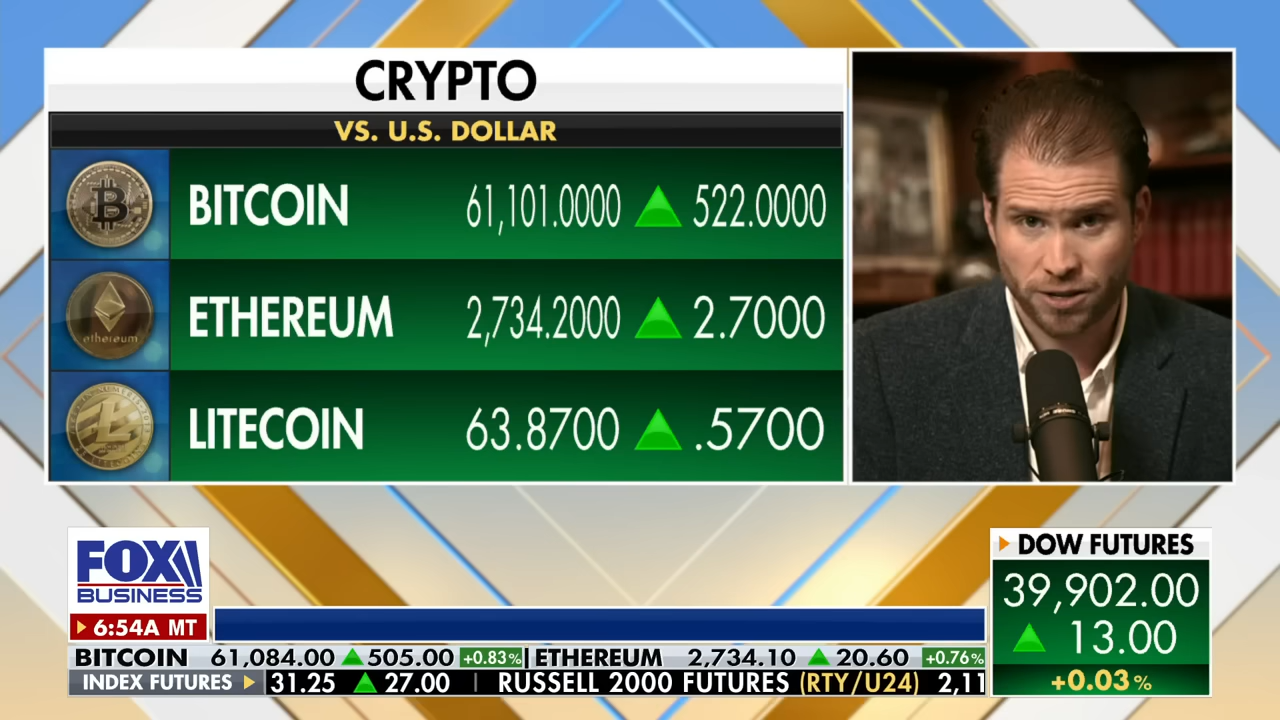 CRYPTO
VS. U.S. DOLLAR
BITCOIN 61,101.0000 522.0000
ethereum
ETHEREUM 2,734.2000 2.7000
LITECOIN 63.8700 .5700
FOX
BUSINESS
6:54A MT
DOW FUTURES
39,902.00
13.00
+0.03%
BITCOIN 61,084.00 505.00 +0.83% ETHEREUM 2,734.10 20.60 +0.76%
INDEX FUTURES 31.25 27.00 | RUSSELL 2000 FUTURES (RTY/U24) 2,11